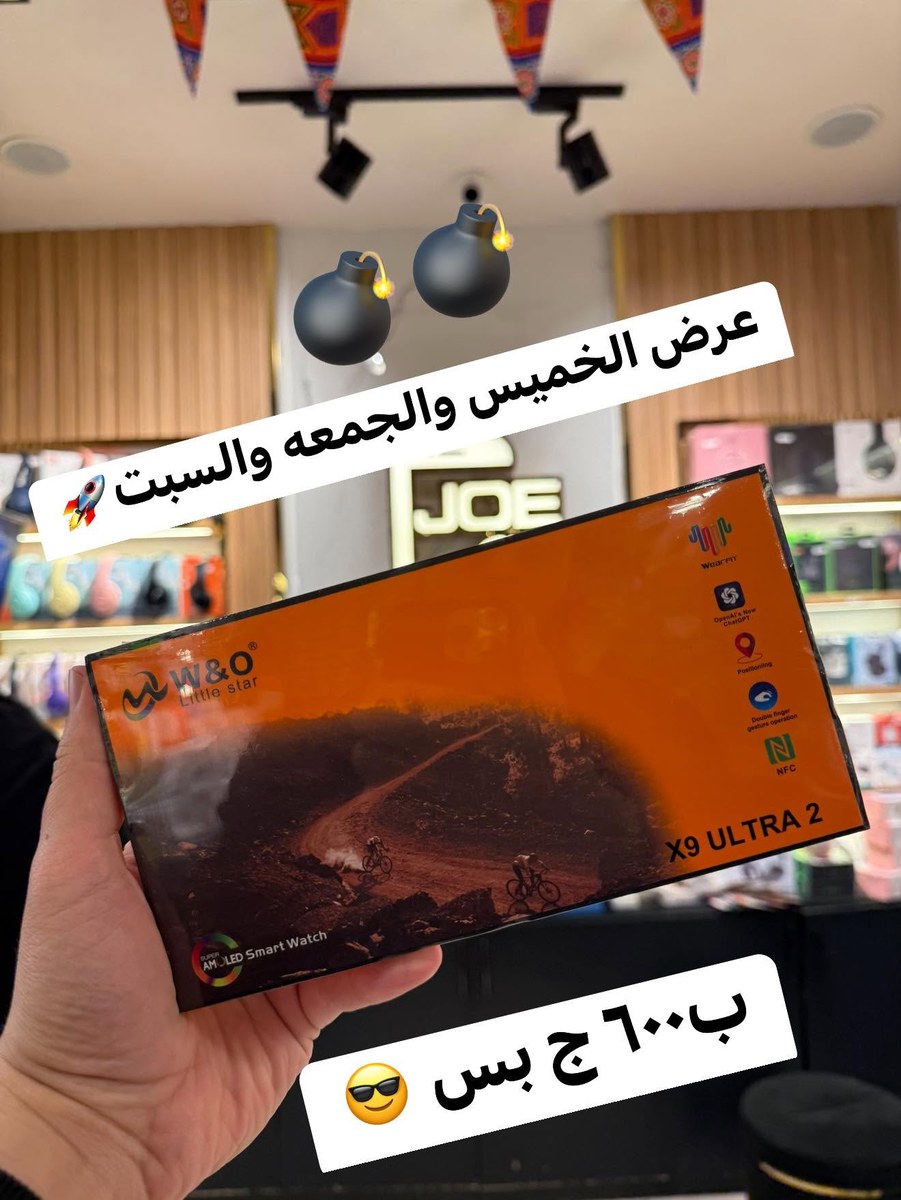 عرض الخميس والجمعه والسبت🚀
JOE
W&O®
Little star
WearFit
OpenAI's New
ChatGPT
Positioning
Double finger
gesture operation
NFC
X9 ULTRA 2
SUPER
AMOLED Smart Watch
ب٦٠٠ ج بس 😎